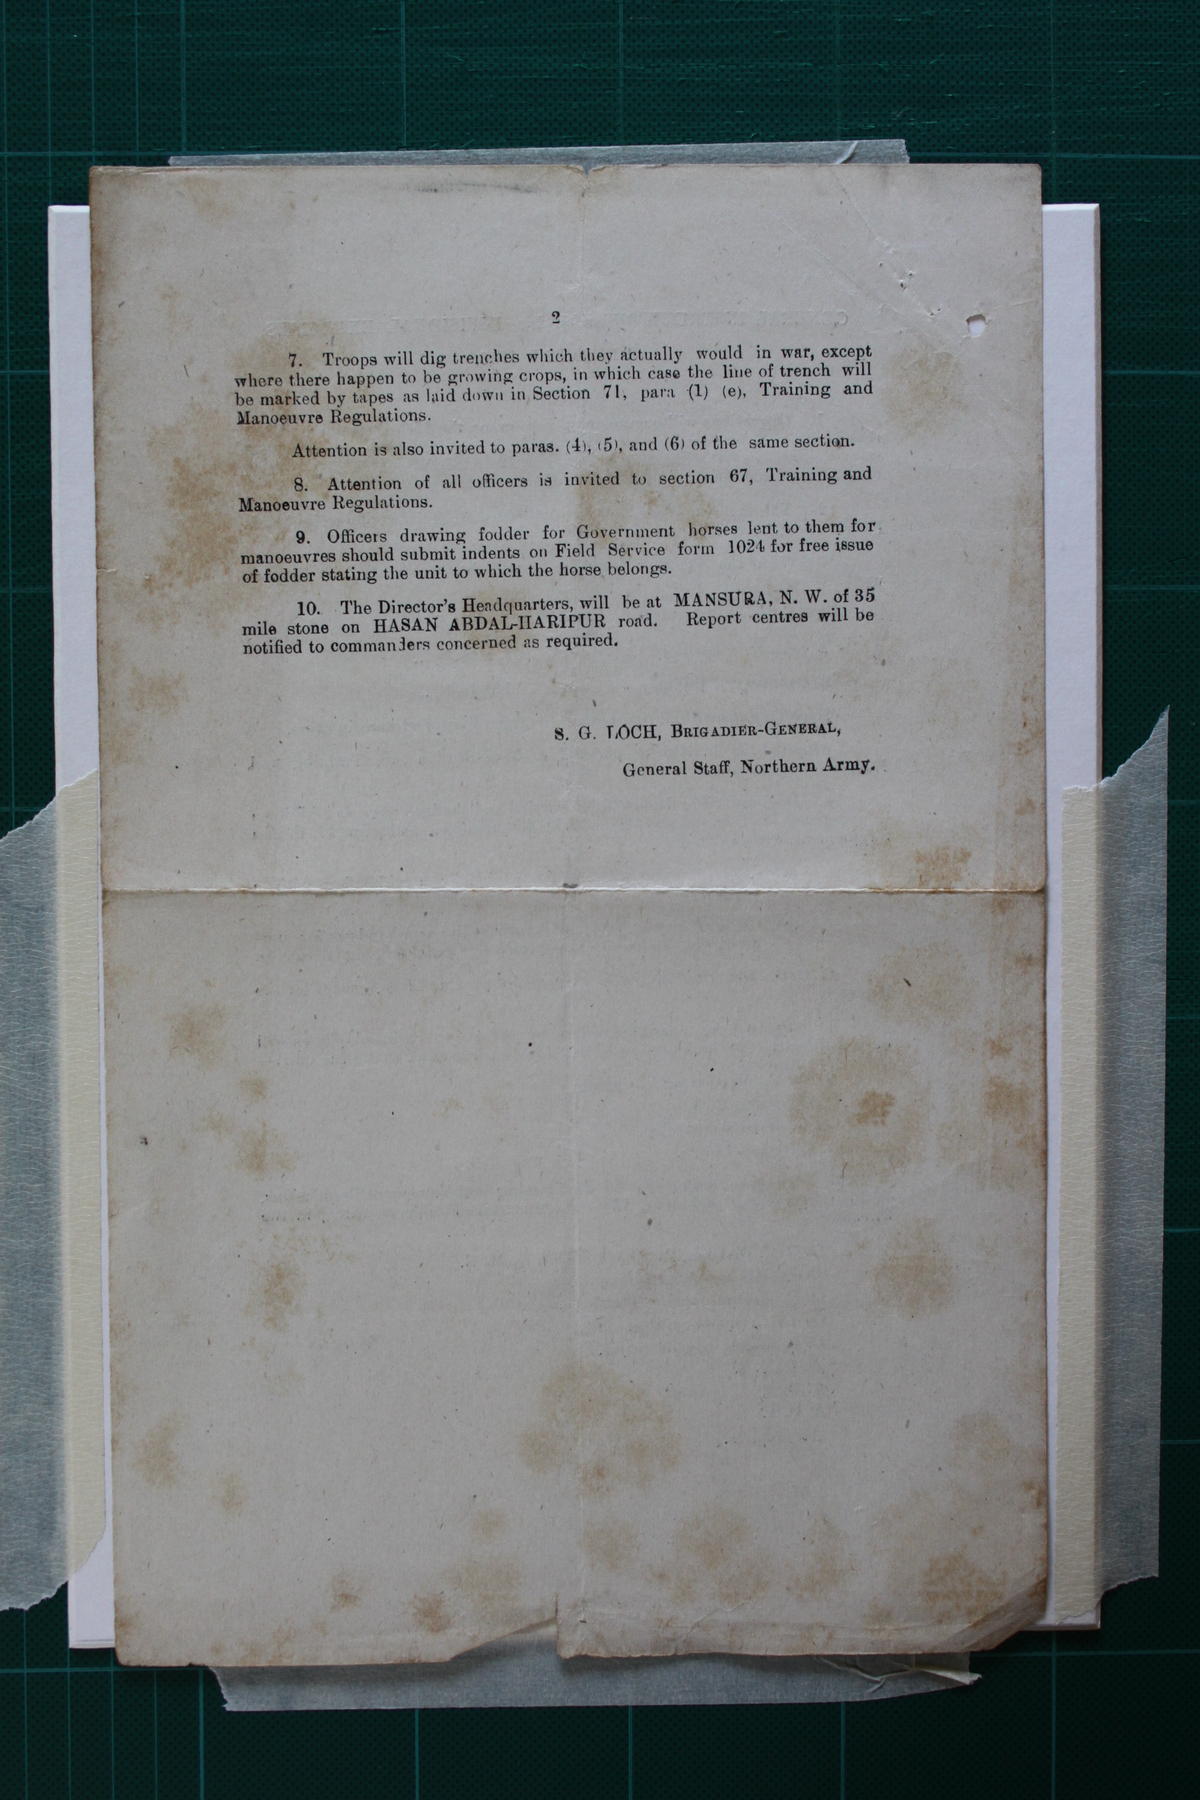 2
7. Troops will dig trenches which they actually would in war, except
where there happen to be growing crops, in which case the line of trench will
be marked by tapes as laid down in Section 71, para (1) (e), Training and
Manoeuvre Regulations.
Attention is also invited to paras. (4), (5), and (6) of the same section.
8. Attention of all officers is invited to section 67, Training and
Manoeuvre Regulations.
9. Officers drawing fodder for Government horses lent to them for
manoeuvres should submit indents on Field Service form 1024 for free issue
of fodder stating the unit to which the horse belongs.
10. The Director's Headquarters, will be at MANSURA, N. W. of 35
mile stone on HASAN ABDAL-HARIPUR road. Report centres will be
notified to commanders concerned as required.
S. G. LOCH, BRIGADIER-GENERAL,
General Staff, Northern Army.